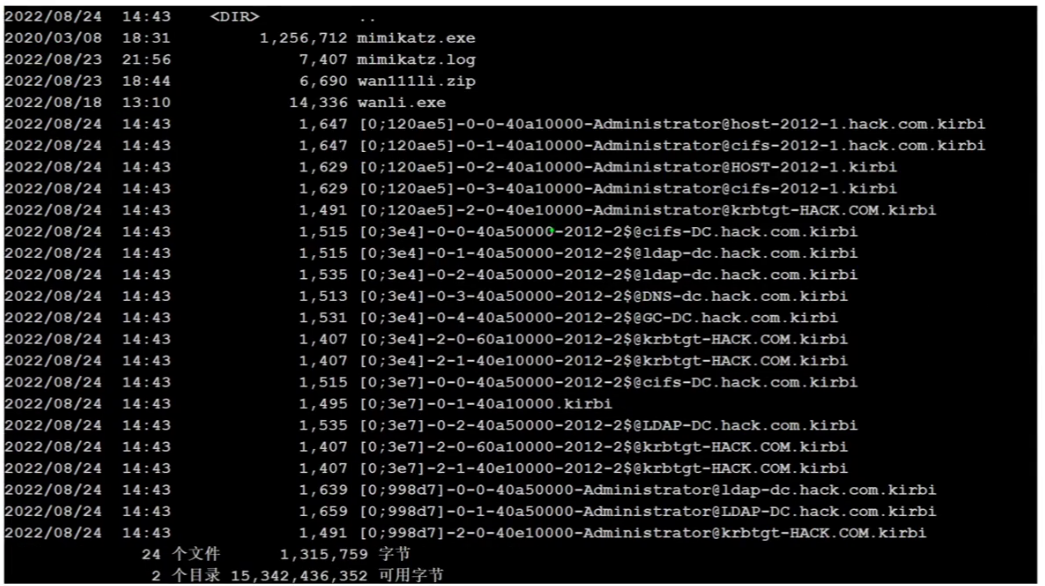 2022/08/24  14:43    <DIR>          ..
2020/03/08  18:31         1,256,712 mimikatz.exe
2022/08/23  21:56             7,407 mimikatz.log
2022/08/23  18:44             6,690 wan111li.zip
2022/08/18  13:10            14,336 wanli.exe
2022/08/24  14:43             1,647 [0;120ae5]-0-0-40a10000-Administrator@host-2012-1.hack.com.kirbi
2022/08/24  14:43             1,647 [0;120ae5]-0-1-40a10000-Administrator@cifs-2012-1.hack.com.kirbi
2022/08/24  14:43             1,629 [0;120ae5]-0-2-40a10000-Administrator@HOST-2012-1.kirbi
2022/08/24  14:43             1,629 [0;120ae5]-0-3-40a10000-Administrator@cifs-2012-1.kirbi
2022/08/24  14:43             1,491 [0;120ae5]-2-0-40e10000-Administrator@krbtgt-HACK.COM.kirbi
2022/08/24  14:43             1,515 [0;3e4]-0-0-40a50000-2012-2$@cifs-DC.hack.com.kirbi
2022/08/24  14:43             1,515 [0;3e4]-0-1-40a50000-2012-2$@ldap-dc.hack.com.kirbi
2022/08/24  14:43             1,535 [0;3e4]-0-2-40a50000-2012-2$@ldap-dc.hack.com.kirbi
2022/08/24  14:43             1,513 [0;3e4]-0-3-40a50000-2012-2$@DNS-dc.hack.com.kirbi
2022/08/24  14:43             1,531 [0;3e4]-0-4-40a50000-2012-2$@GC-DC.hack.com.kirbi
2022/08/24  14:43             1,407 [0;3e4]-2-0-60a10000-2012-2$@krbtgt-HACK.COM.kirbi
2022/08/24  14:43             1,407 [0;3e4]-2-1-40e10000-2012-2$@krbtgt-HACK.COM.kirbi
2022/08/24  14:43             1,515 [0;3e7]-0-0-40a50000-2012-2$@cifs-DC.hack.com.kirbi
2022/08/24  14:43             1,495 [0;3e7]-0-1-40a10000.kirbi
2022/08/24  14:43             1,535 [0;3e7]-0-2-40a50000-2012-2$@LDAP-DC.hack.com.kirbi
2022/08/24  14:43             1,407 [0;3e7]-2-0-60a10000-2012-2$@krbtgt-HACK.COM.kirbi
2022/08/24  14:43             1,407 [0;3e7]-2-1-40e10000-2012-2$@krbtgt-HACK.COM.kirbi
2022/08/24  14:43             1,639 [0;998d7]-0-0-40a50000-Administrator@ldap-dc.hack.com.kirbi
2022/08/24  14:43             1,659 [0;998d7]-0-1-40a50000-Administrator@LDAP-DC.hack.com.kirbi
2022/08/24  14:43             1,491 [0;998d7]-2-0-40e10000-Administrator@krbtgt-HACK.COM.kirbi
24 个文件      1,315,759 字节
2 个目录 15,342,436,352 可用字节